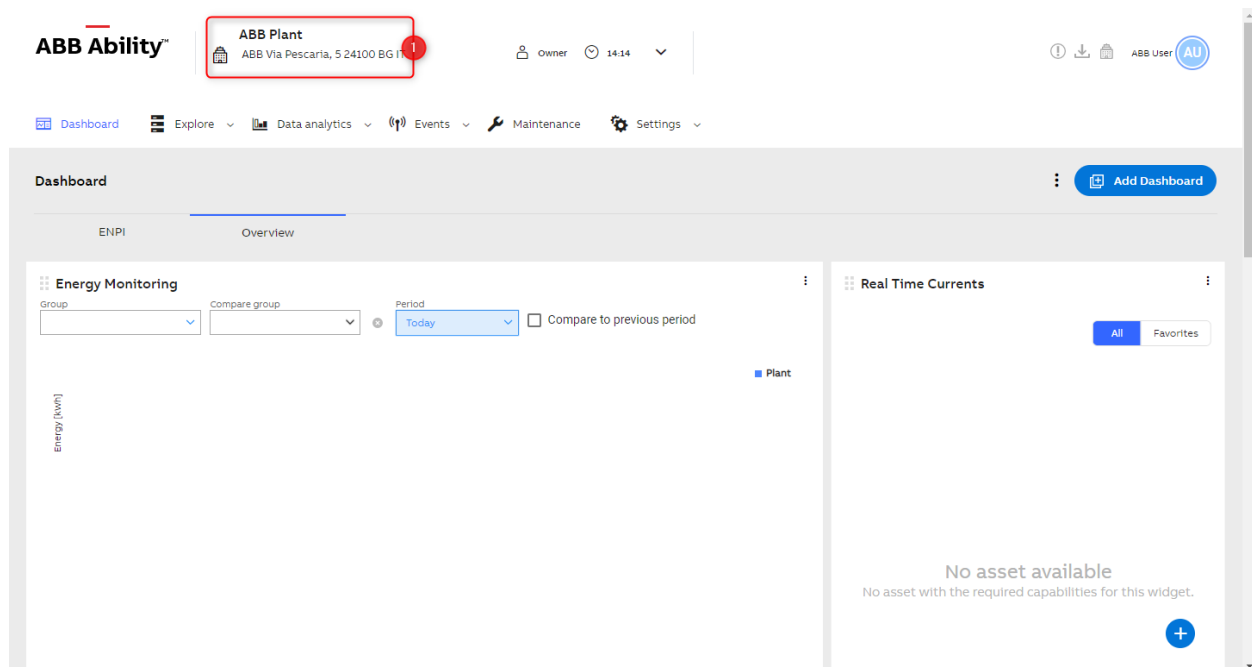 ABB Ability™
ABB Plant
ABB Via Pescaria, 5 24100 BG IT
1
Owner
14:14
ABB User
AU
Dashboard
Explore
Data analytics
Events
Maintenance
Settings
Dashboard
Add Dashboard
ENPI
Overview
Energy Monitoring
Group
Compare group
Period
Today
Compare to previous period
Plant
Energy [kwh]
Real Time Currents
All
Favorites
No asset available
No asset with the required capabilities for this widget.